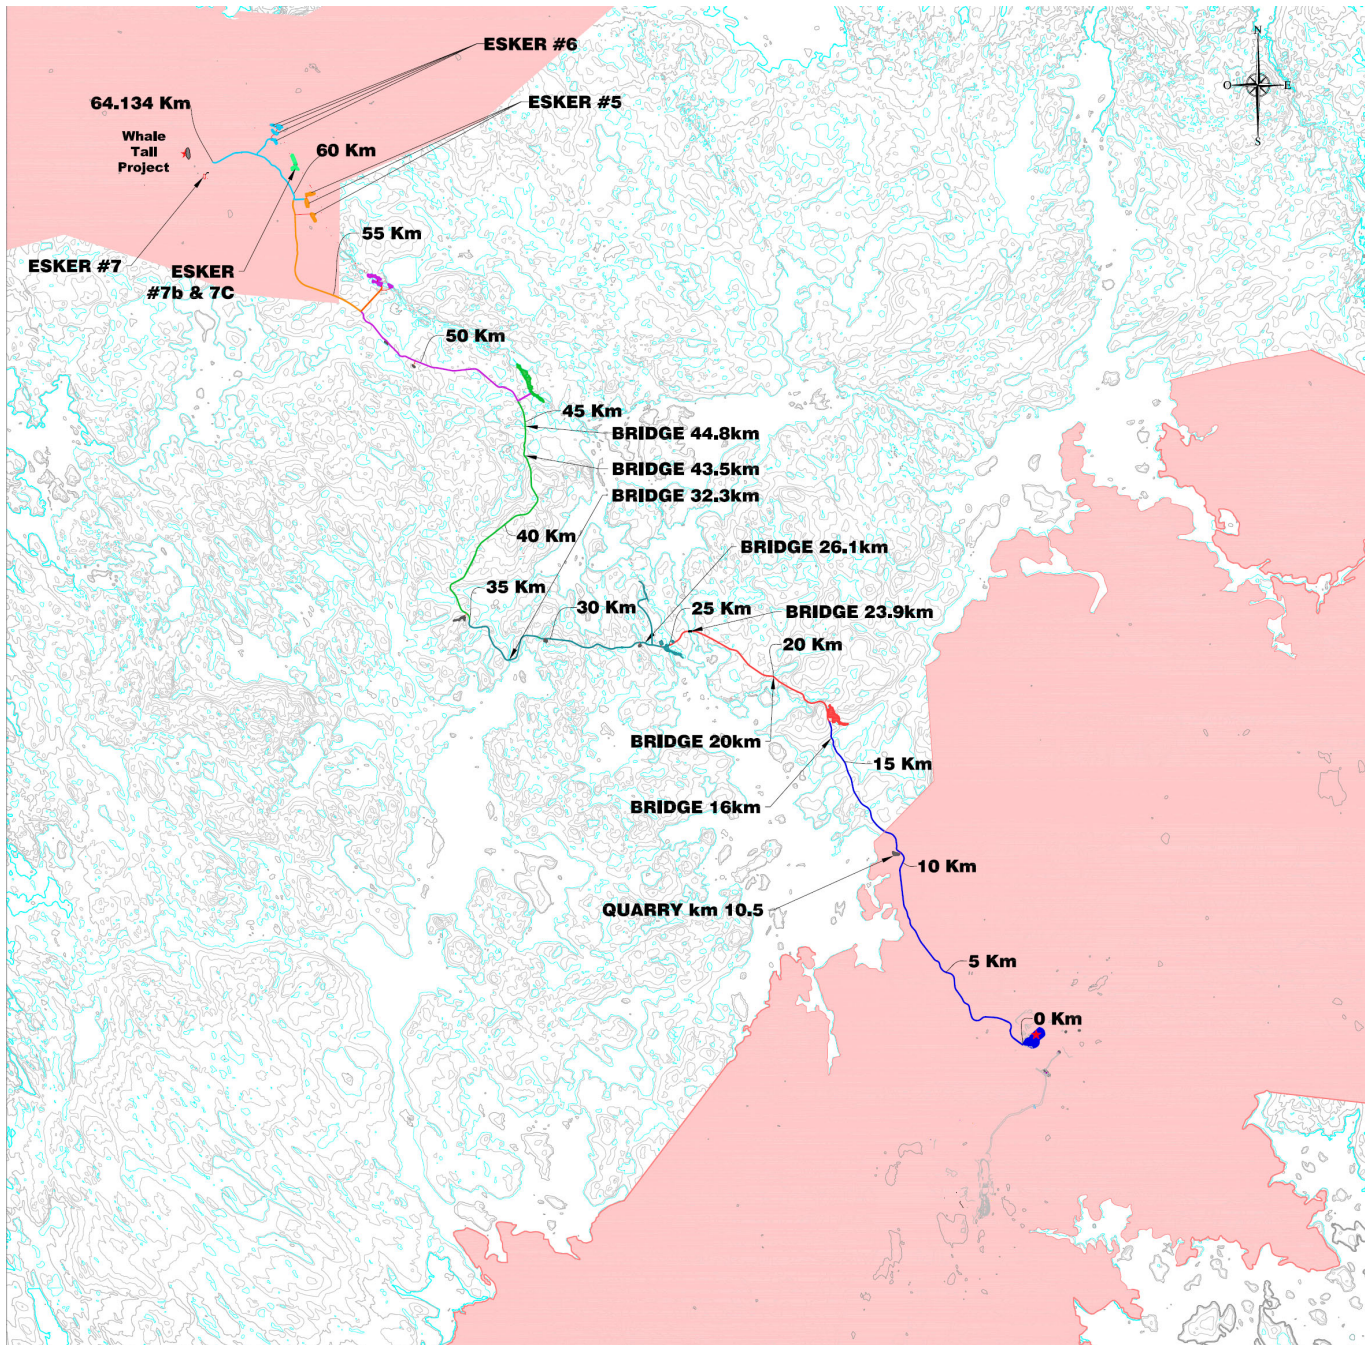 N
ESKER #6
O
E
ESKER #5
64.134 Km
S
Whale
Tall
Project
60 Km
55 Km
ESKER #7
ESKER
#7b & 7C
50 Km
45 Km
BRIDGE 44.8km
BRIDGE 43.5km
BRIDGE 32.3km
40 Km
BRIDGE 26.1km
35 Km
30 Km
25 Km
BRIDGE 23.9km
20 Km
BRIDGE 20km
15 Km
BRIDGE 16km
10 Km
QUARRY km 10.5
5 Km
0 Km